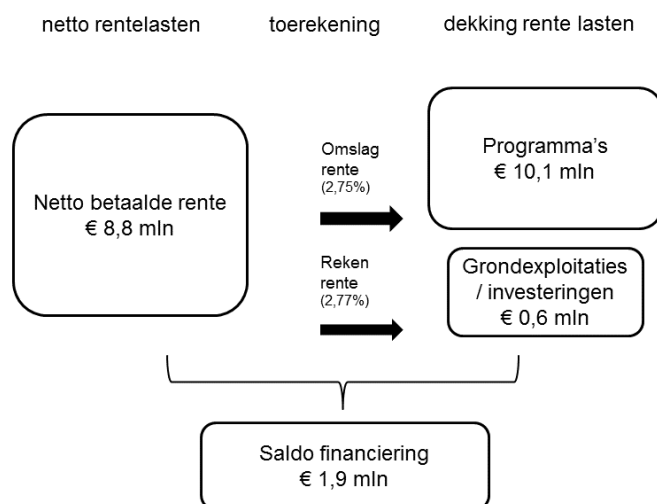 netto rentelasten
toerekening
dekking rente lasten
Netto betaalde rente
€ 8,8 mln
Omslag
rente
(2,75%)
Programma's
€ 10,1 mln
Reken
rente
(2,77%)
Grondexploitaties
/ investeringen
€ 0,6 mln
Saldo financiering
€ 1,9 mln